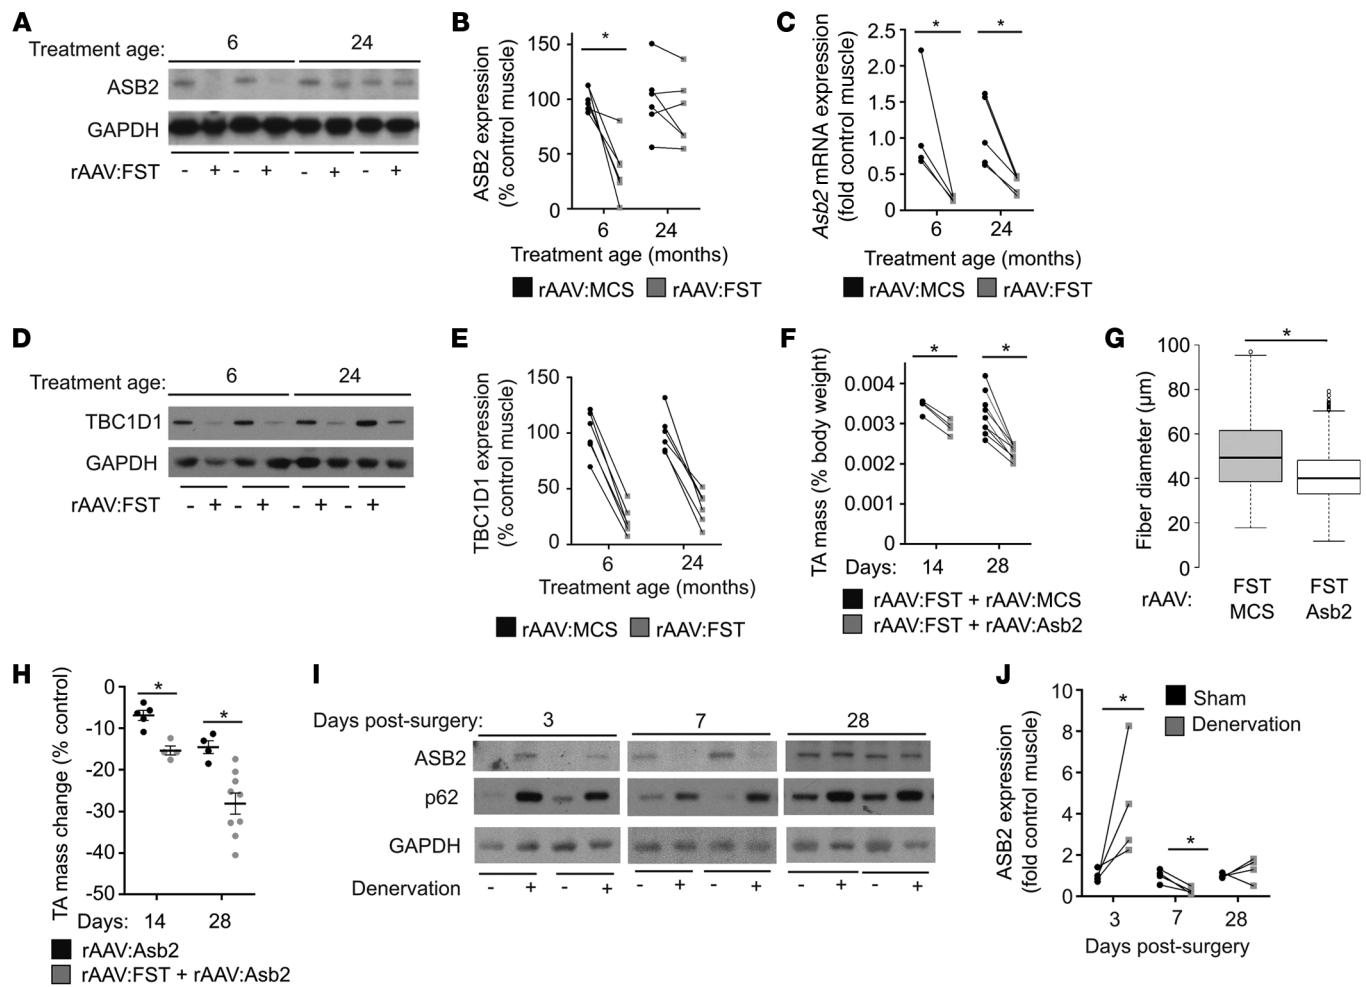 A
Treatment age:
6
24
ASB2
GAPDH
rAAV:FST
- + - + - + - +
B
ASB2 expression
(% control muscle)
150
100
50
0
*
6
24
Treatment age (months)
rAAV:MCS
rAAV:FST
C
Asb2 mRNA expression
(fold control muscle)
2.5
2.0
1.5
1.0
0.5
0
*
*
6
24
Treatment age (months)
rAAV:MCS
rAAV:FST
D
Treatment age:
6
24
TBC1D1
GAPDH
rAAV:FST
- + - + - + - +
E
TBC1D1 expression
(% control muscle)
150
100
50
0
6
24
Treatment age (months)
rAAV:MCS
rAAV:FST
F
TA mass (% body weight)
0.004
0.003
0.002
0.001
0
*
*
Days:
14
28
rAAV:FST + rAAV:MCS
rAAV:FST + rAAV:Asb2
G
Fiber diameter (µm)
100
80
60
40
20
0
*
rAAV:
FST
MCS
FST
Asb2
H
TA mass change (% control)
0
-10
-20
-30
-40
-50
*
*
Days:
14
28
rAAV:Asb2
rAAV:FST + rAAV:Asb2
I
Days post-surgery:
3
7
28
ASB2
p62
GAPDH
Denervation
- + - + - + - + - + - +
J
ASB2 expression
(fold control muscle)
10
8
6
4
2
0
*
*
Sham
Denervation
3
7
28
Days post-surgery